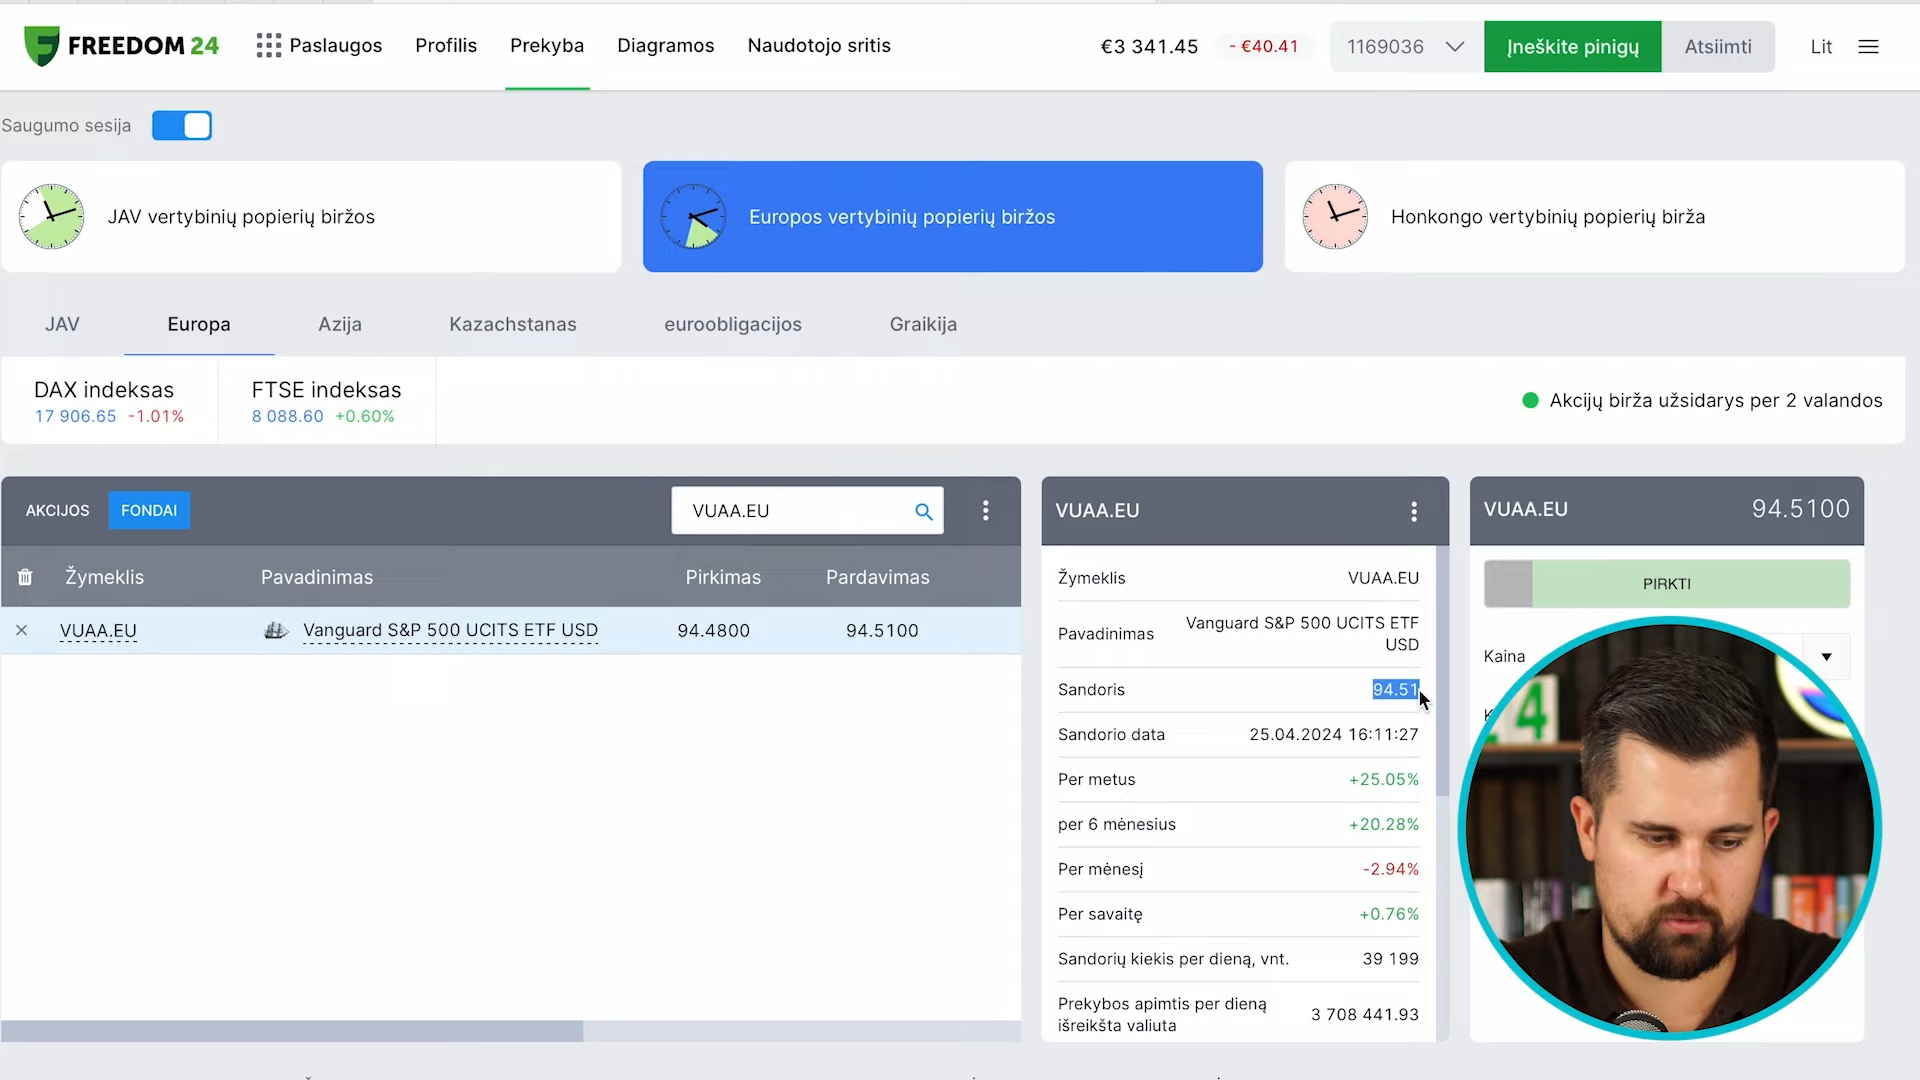 FREEDOM 24
Paslaugos
Profilis
Prekyba
Diagramos
Naudotojo sritis
€3 341.45
- €40.41
1169036
Įneškite pinigų
Atsiimti
Lit
Saugumo sesija
JAV vertybinių popierių biržos
Europos vertybinių popierių biržos
Honkongo vertybinių popierių birža
JAV
Europa
Azija
Kazachstanas
euroobligacijos
Graikija
DAX indeksas
17 906.65 -1.01%
FTSE indeksas
8 088.60 +0.60%
Akcijų birža užsidarys per 2 valandos
AKCIJOS
FONDAI
VUAA.EU
Žymeklis
Pavadinimas
Pirkimas
Pardavimas
VUAA.EU
Vanguard S&P 500 UCITS ETF USD
94.4800
94.5100
VUAA.EU
Žymeklis VUAA.EU
Pavadinimas Vanguard S&P 500 UCITS ETF
USD
Sandoris 94.51
Sandorio data 25.04.2024 16:11:27
Per metus +25.05%
per 6 mėnesius +20.28%
Per mėnesį -2.94%
Per savaitę +0.76%
Sandorių kiekis per dieną, vnt. 39 199
Prekybos apimtis per dieną
išreikšta valiuta 3 708 441.93
VUAA.EU 94.5100
PIRKTI
Kaina
4